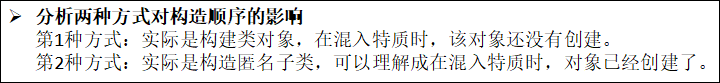 ➢ 分析两种方式对构造顺序的影响
第1种方式：实际是构建类对象，在混入特质时，该对象还没有创建。
第2种方式：实际是构造匿名子类，可以理解成在混入特质时，对象已经创建了。